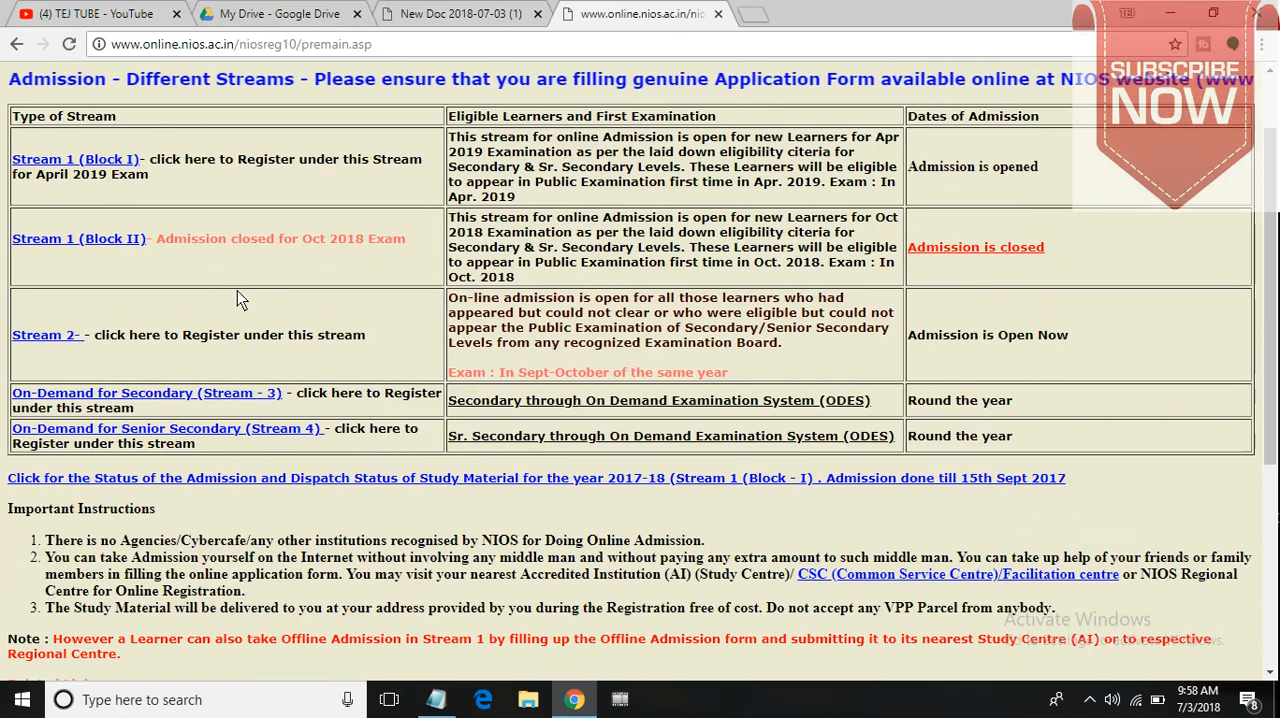 (4) TEJ TUBE - YouTube
My Drive - Google Drive
New Doc 2018-07-03 (1)
www.online.nios.ac.in/nio
TEJ
www.online.nios.ac.in/niosreg10/premain.asp
SUBSCRIBE
NOW
Admission - Different Streams - Please ensure that you are filling genuine Application Form available online at NIOS website (www
Type of Stream
Eligible Learners and First Examination
Dates of Admission
Stream 1 (Block I)- click here to Register under this Stream
for April 2019 Exam
This stream for online Admission is open for new Learners for Apr
2019 Examination as per the laid down eligibility citeria for
Secondary & Sr. Secondary Levels. These Learners will be eligible
to appear in Public Examination first time in Apr. 2019. Exam : In
Apr. 2019
Admission is opened
Stream 1 (Block II)- Admission closed for Oct 2018 Exam
This stream for online Admission is open for new Learners for Oct
2018 Examination as per the laid down eligibility citeria for
Secondary & Sr. Secondary Levels. These Learners will be eligible
to appear in Public Examination first time in Oct. 2018. Exam : In
Oct. 2018
Admission is closed
Stream 2- - click here to Register under this stream
On-line admission is open for all those learners who had
appeared but could not clear or who were eligible but could not
appear the Public Examination of Secondary/Senior Secondary
Levels from any recognized Examination Board.
Exam : In Sept-October of the same year
Admission is Open Now
On-Demand for Secondary (Stream - 3) - click here to Register
under this stream
Secondary through On Demand Examination System (ODES)
Round the year
On-Demand for Senior Secondary (Stream 4) - click here to
Register under this stream
Sr. Secondary through On Demand Examination System (ODES)
Round the year
Click for the Status of the Admission and Dispatch Status of Study Material for the year 2017-18 (Stream 1 (Block - I) . Admission done till 15th Sept 2017
Important Instructions
1. There is no Agencies/Cybercafe/any other institutions recognised by NIOS for Doing Online Admission.
2. You can take Admission yourself on the Internet without involving any middle man and without paying any extra amount to such middle man. You can take up help of your friends or family
members in filling the online application form. You may visit your nearest Accredited Institution (AI) (Study Centre)/ CSC (Common Service Centre)/Facilitation centre or NIOS Regional
Centre for Online Registration.
3. The Study Material will be delivered to you at your address provided by you during the Registration free of cost. Do not accept any VPP Parcel from anybody.
Activate Windows
Go to Settings to activate Windows.
Note : However a Learner can also take Offline Admission in Stream 1 by filling up the Offline Admission form and submitting it to its nearest Study Centre (AI) or to respective
Regional Centre.
Type here to search
9:58 AM
7/3/2018
8